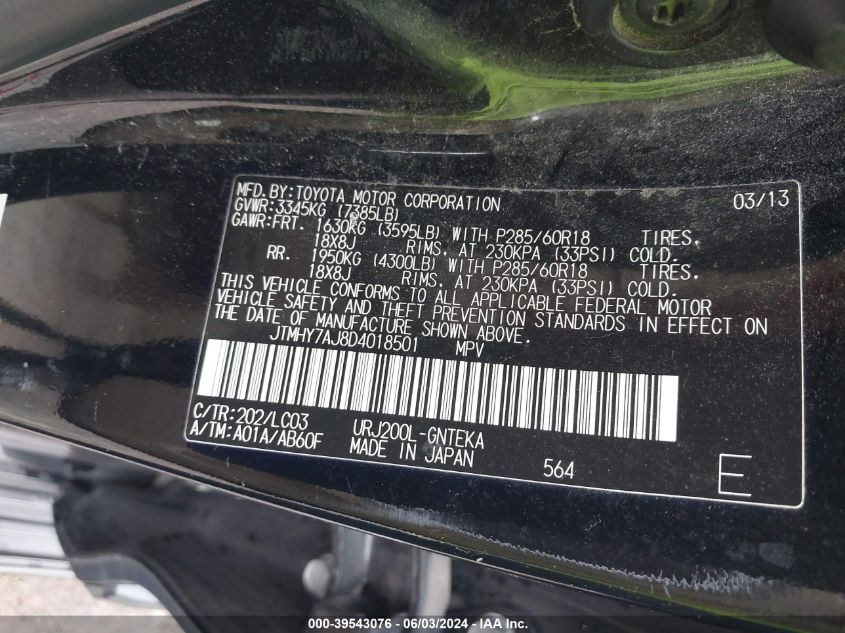 MFD.BY:TOYOTA MOTOR CORPORATION 03/13
GVWR:3345KG (7385LB)
GAWR:FRT. 1630KG (3595LB) WITH P285/60R18 TIRES,
18X8J RIMS, AT 230KPA (33PSI) COLD.
RR. 1950KG (4300LB) WITH P285/60R18 TIRES,
18X8J RIMS, AT 230KPA (33PSI) COLD.
THIS VEHICLE CONFORMS TO ALL APPLICABLE FEDERAL MOTOR
VEHICLE SAFETY AND THEFT PREVENTION STANDARDS IN EFFECT ON
THE DATE OF MANUFACTURE SHOWN ABOVE.
JTMHY7AJ8D4018501 MPV
C/TR:202/LC03 URJ200L-GNTEKA
A/TM:A01A/AB60F MADE IN JAPAN 564 E
000-39543076 - 06/03/2024 - IAA Inc.